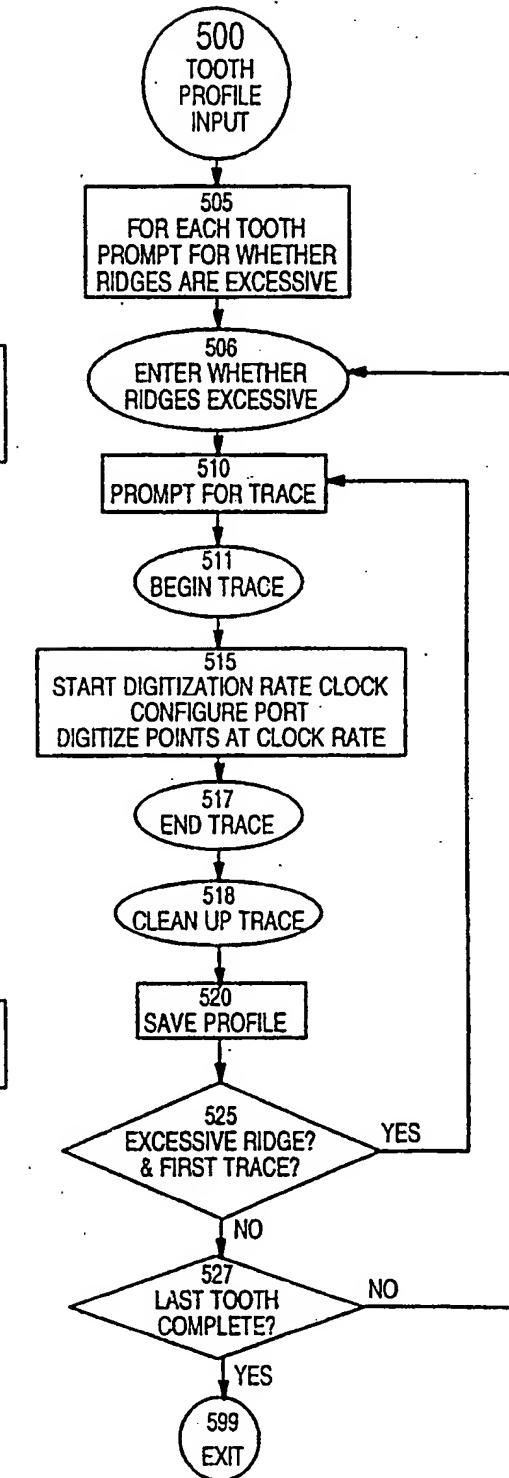 500
TOOTH
PROFILE
INPUT
505
FOR EACH TOOTH
PROMPT FOR WHETHER
RIDGES ARE EXCESSIVE
506
ENTER WHETHER
RIDGES EXCESSIVE
510
PROMPT FOR TRACE
511
BEGIN TRACE
515
START DIGITIZATION RATE CLOCK
CONFIGURE PORT
DIGITIZE POINTS AT CLOCK RATE
517
END TRACE
518
CLEAN UP TRACE
520
SAVE PROFILE
525
EXCESSIVE RIDGE?
& FIRST TRACE?
YES
NO
527
LAST TOOTH
COMPLETE?
NO
YES
599
EXIT